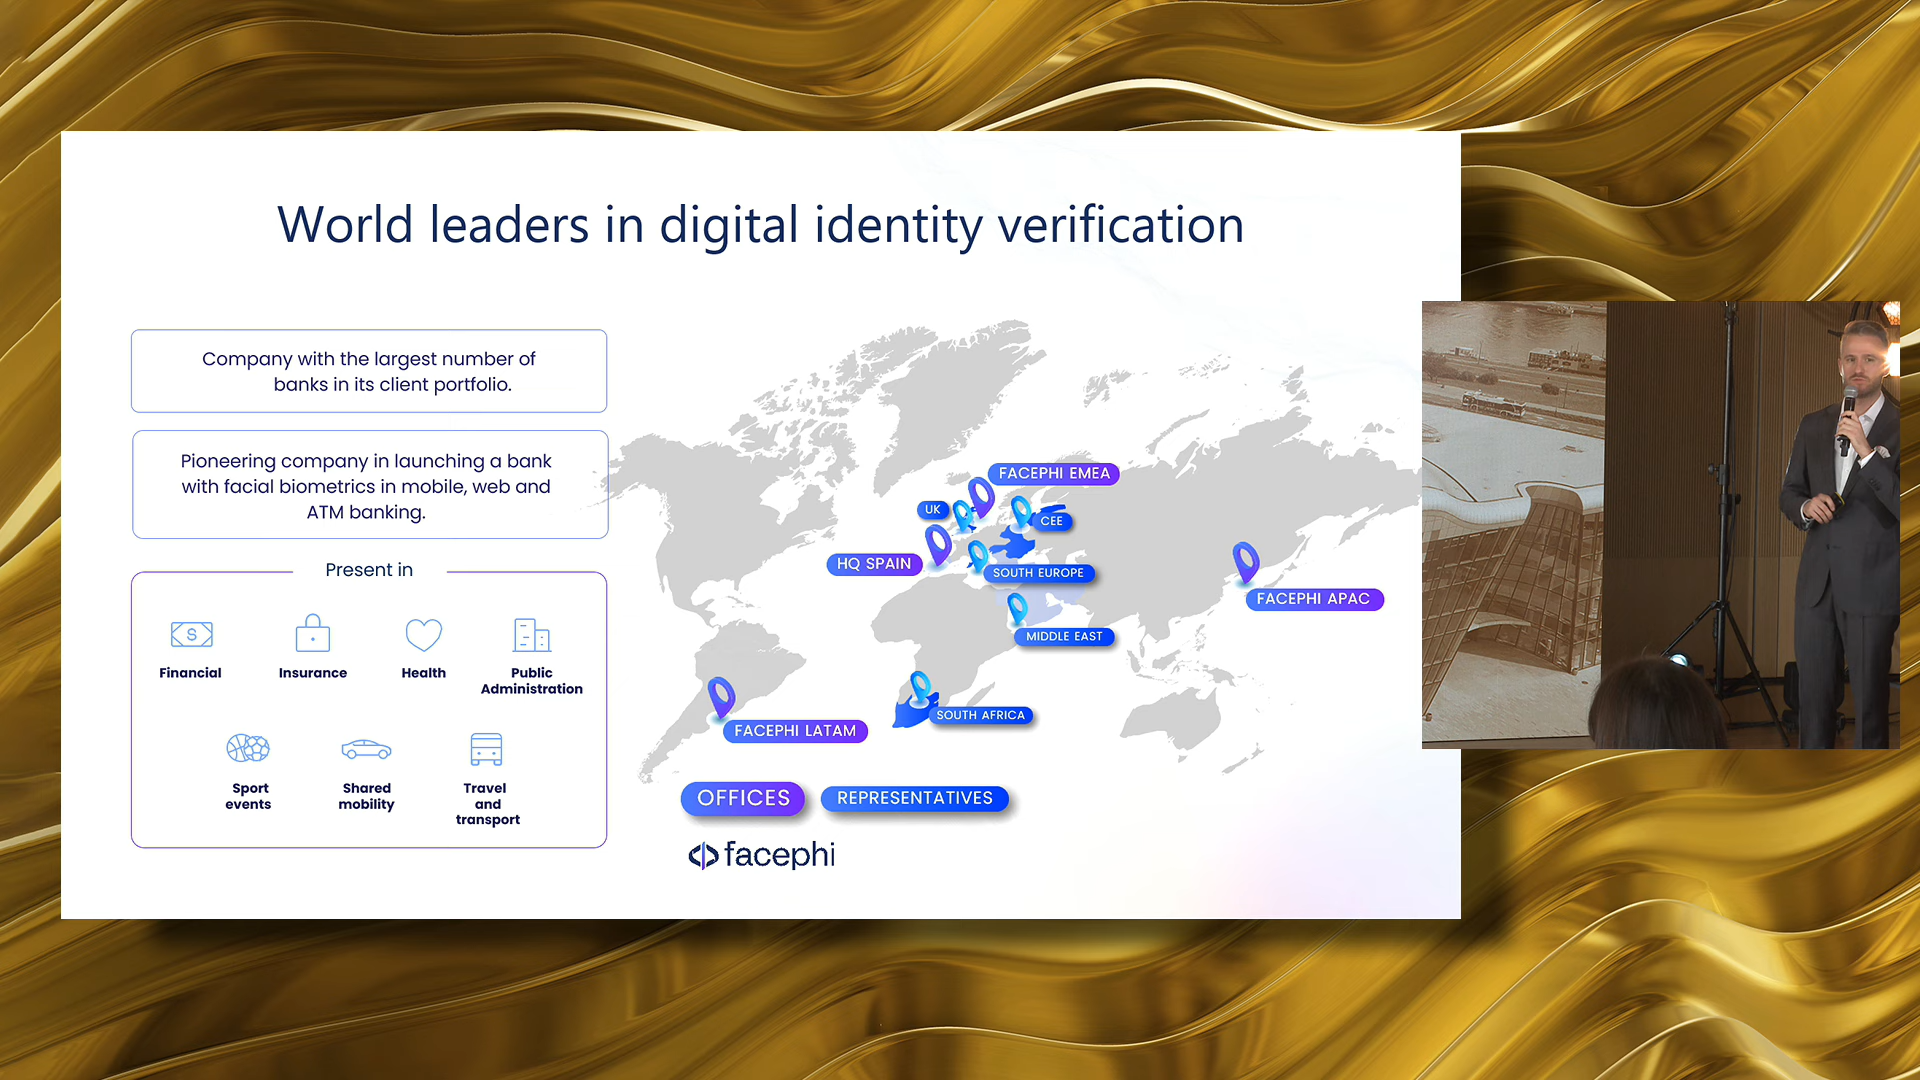 World leaders in digital identity verification
Company with the largest number of
banks in its client portfolio.
Pioneering company in launching a bank
with facial biometrics in mobile, web and
ATM banking.
Present in
Financial
Insurance
Health
Public
Administration
Sport
events
Shared
mobility
Travel
and
transport
FACEPHI EMEA
UK
CEE
HQ SPAIN
SOUTH EUROPE
FACEPHI APAC
MIDDLE EAST
SOUTH AFRICA
FACEPHI LATAM
OFFICES
REPRESENTATIVES
facephi